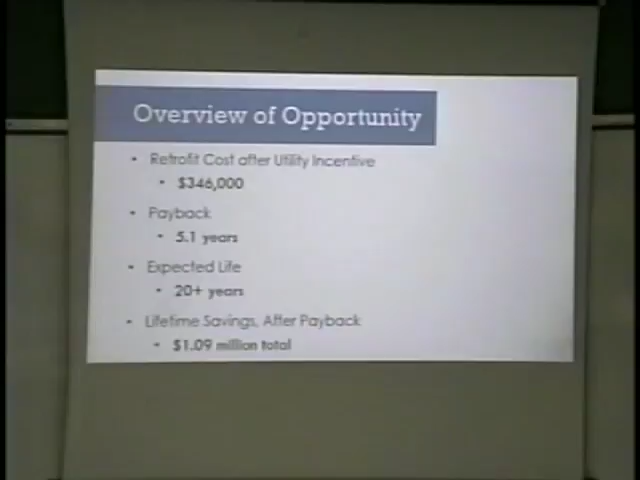 Overview of Opportunity
• Retrofit Cost after Utility Incentive
• $346,000
• Payback
• 5.1 years
• Expected Life
• 20+ years
• Lifetime Savings, After Payback
• $1.09 million total